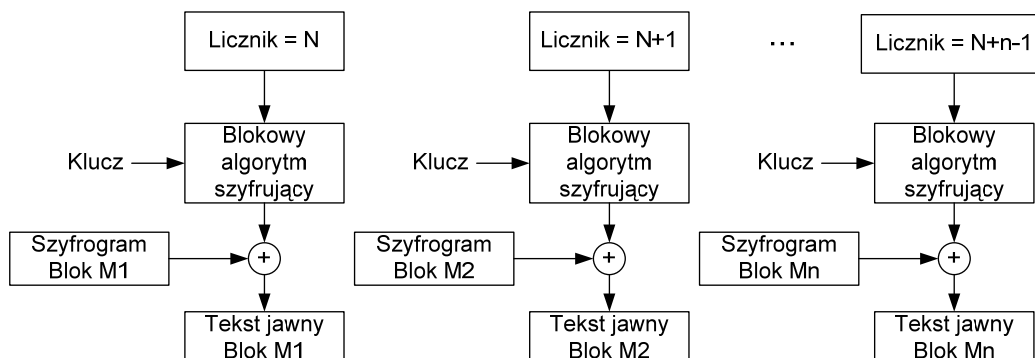 Licznik = N
Licznik = N+1
...
Licznik = N+n-1
Klucz
Blokowy
algorytm
szyfrujący
Klucz
Blokowy
algorytm
szyfrujący
Klucz
Blokowy
algorytm
szyfrujący
Szyfrogram
Blok M1
+
Szyfrogram
Blok M2
+
Szyfrogram
Blok Mn
+
Tekst jawny
Blok M1
Tekst jawny
Blok M2
Tekst jawny
Blok Mn